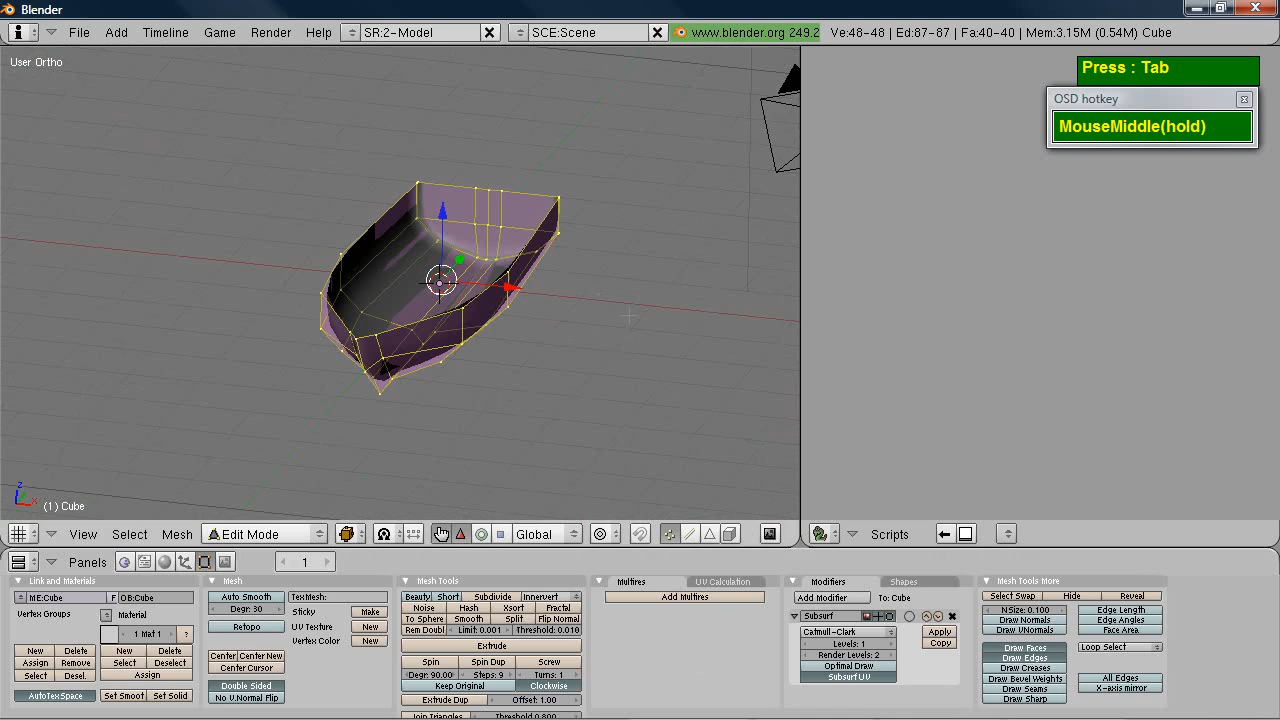 Blender
File Add Timeline Game Render Help SR:2-Model SCE:Scene www.blender.org 249.2 Ve:48-48 | Ed:87-87 | Fa:40-40 | Mem:3.15M (0.54M) Cube
User Ortho
Press : Tab
OSD hotkey
MouseMiddle(hold)
z
x
(1) Cube
View Select Mesh Edit Mode Global Scripts
Panels 1
Link and Materials
ME:Cube F OB:Cube
Vertex Groups Material
1 Mat 1 ?
New Delete New Delete
Assign Remove Select Deselect
Select Desel. Assign
AutoTexSpace Set Smoot Set Solid
Mesh
Auto Smooth TexMesh:
Degr: 30 Sticky Make
Retopo UV Texture New
Vertex Color New
Center Center New
Center Cursor
Double Sided
No V.Normal Flip
Mesh Tools
Beauty Short Subdivide Innervert
Noise Hash Xsort Fractal
To Sphere Smooth Split Flip Normal
Rem Doubl Limit: 0.001 Threshold: 0.010
Extrude
Spin Spin Dup Screw
Degr: 90.00 Steps: 9 Turns: 1
Keep Original Clockwise
Extrude Dup Offset: 1.00
Join Triangles Threshold 0.800
Multires UV Calculation
Add Multires
Modifiers Shapes
Add Modifier To: Cube
Subsurf
Catmull-Clark Apply
Levels: 1 Copy
Render Levels: 2
Optimal Draw
Subsurf UV
Mesh Tools More
Select Swap Hide Reveal
NSize: 0.100 Edge Length
Draw Normals Edge Angles
Draw VNormals Face Area
Draw Faces Loop Select
Draw Edges
Draw Creases
Draw Bevel Weights All Edges
Draw Seams X-axis mirror
Draw Sharp